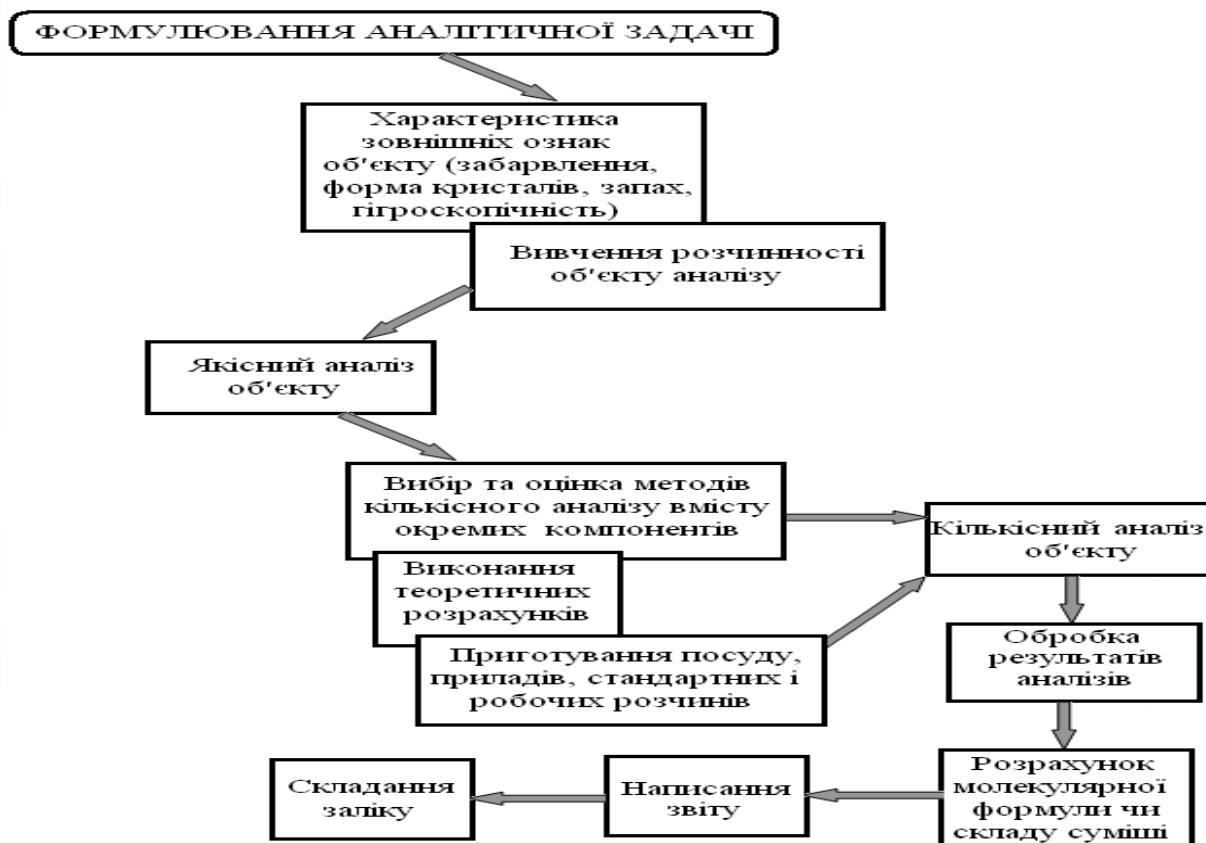 ФОРМУЛЮВАННЯ АНАЛІТИЧНОЇ ЗАДАЧІ
Характеристика
зовнішніх ознак
об'єкту (забарвлення,
форма кристалів, запах,
гігроскопічність)
Вивчення розчинності
об'єкту аналізу
Якісний аналіз
об'єкту
Вибір та оцінка методів
кількісного аналізу вмісту
окремих компонентів
Кількісний аналіз
об'єкту
Виконання
теоретичних
розрахунків
Приготування посуду,
приладів, стандартних і
робочих розчинів
Обробка
результатів
аналізів
Розрахунок
молекулярної
формули чи
складу суміші
Написання
звіту
Складання
заліку